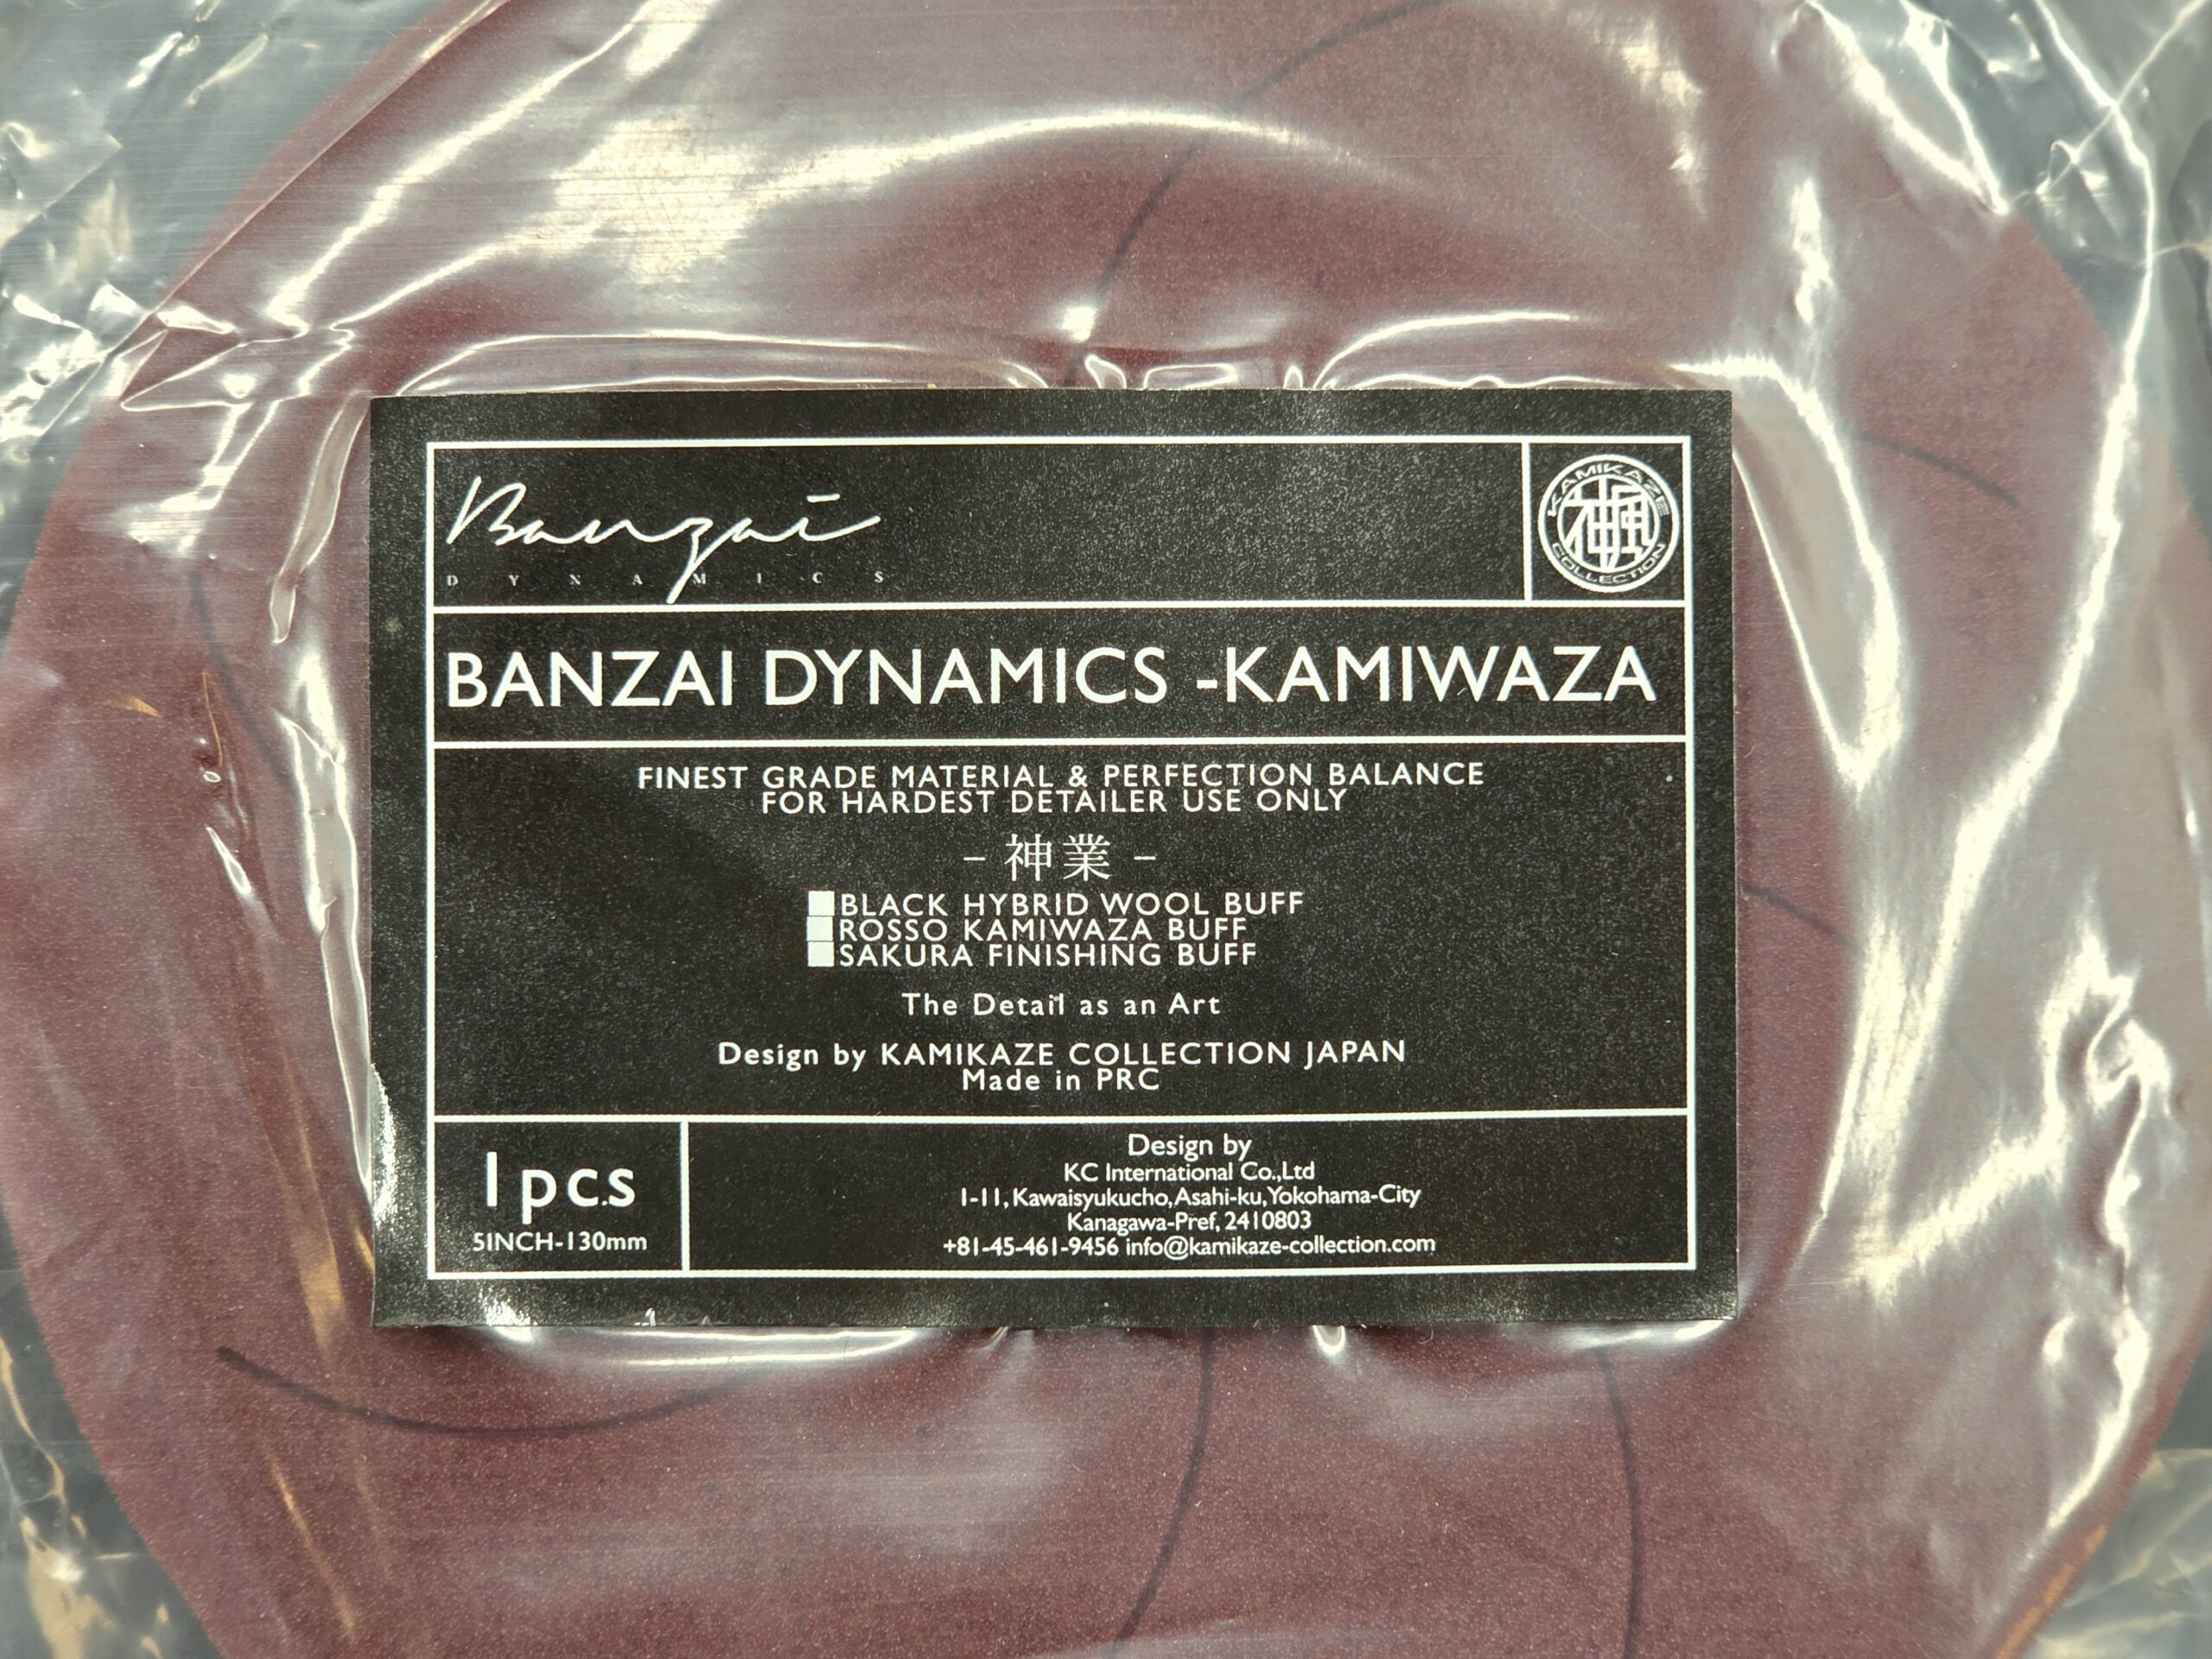 Banzai
DYNAMICS
KAMIKAZE
神風
COLLECTION
BANZAI DYNAMICS -KAMIWAZA
FINEST GRADE MATERIAL & PERFECTION BALANCE
FOR HARDEST DETAILER USE ONLY
- 神業 -
BLACK HYBRID WOOL BUFF
ROSSO KAMIWAZA BUFF
SAKURA FINISHING BUFF
The Detail as an Art
Design by KAMIKAZE COLLECTION JAPAN
Made in PRC
1pc.s
5INCH-130mm
Design by
KC International Co.,Ltd
1-11, Kawaisyukucho,Asahi-ku,Yokohama-City
Kanagawa-Pref, 2410803
+81-45-461-9456 info@kamikaze-collection.com